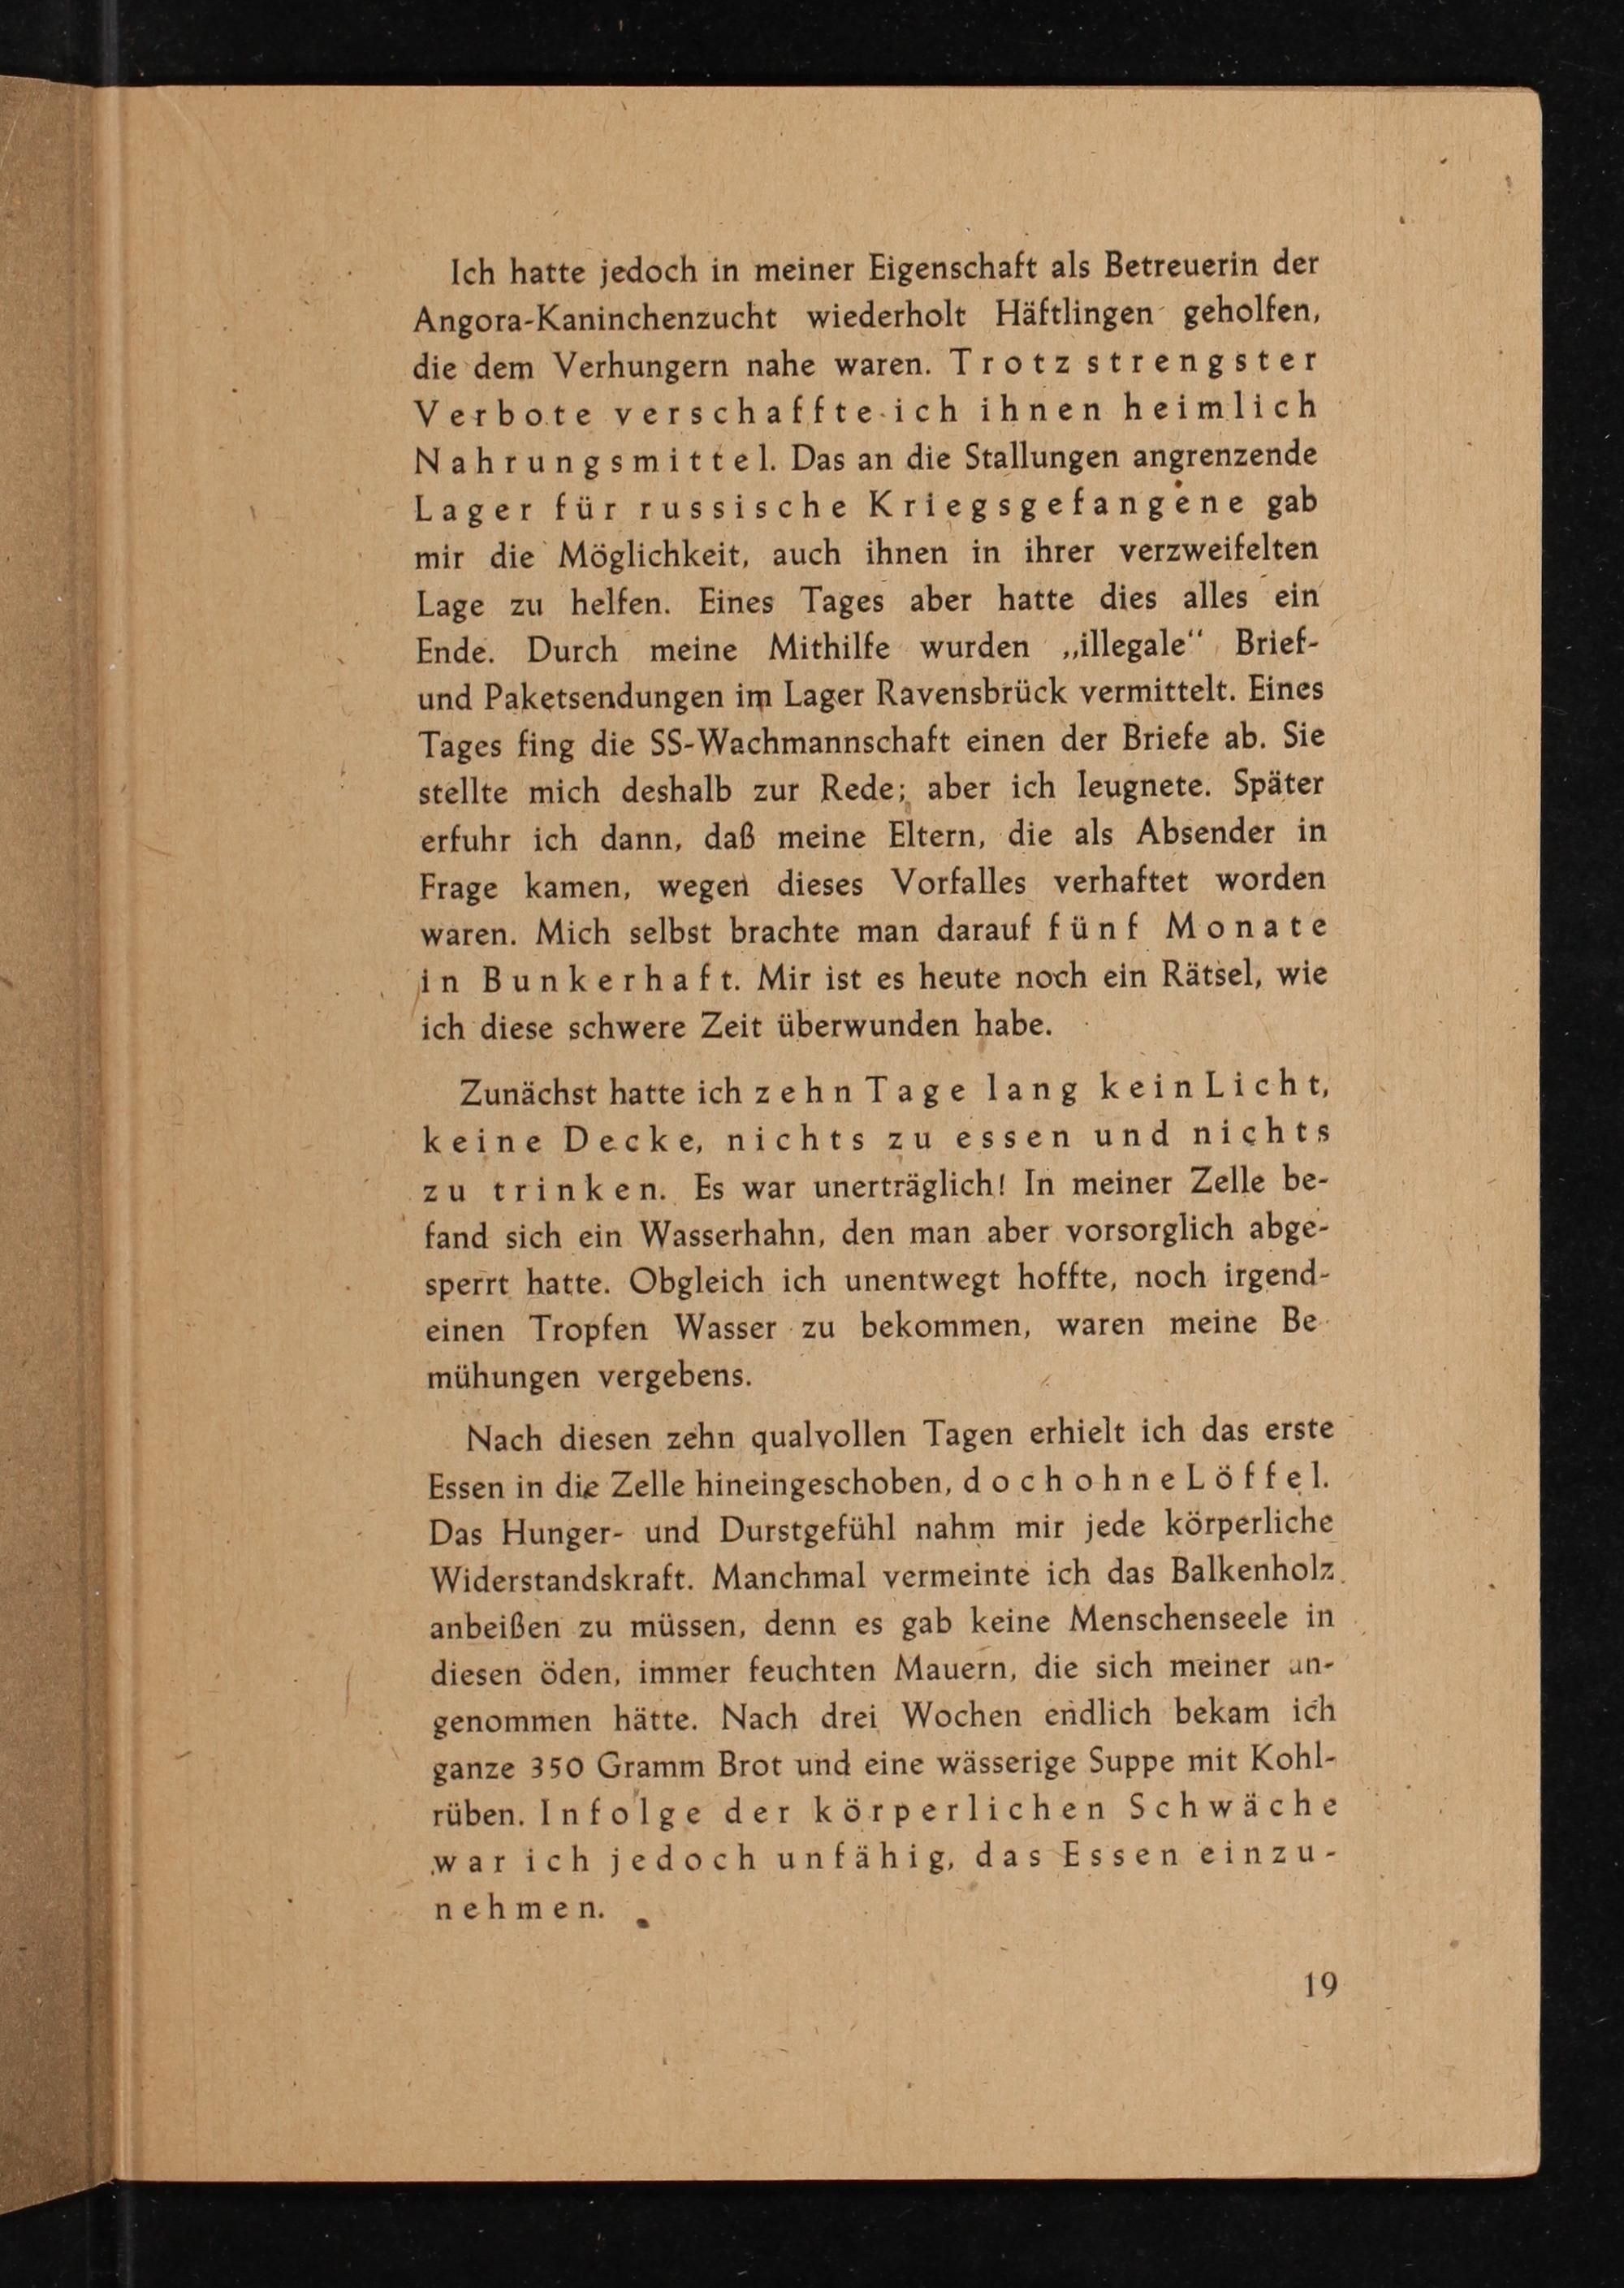 Ich hatte jedoch in meiner Eigenschaft als Betreuerin der
Angora-Kaninchenzucht wiederholt Häftlingen geholfen,
die dem Verhungern nahe waren. Trotz strengster
Verbote verschaffte ich ihnen heimlich
Nahrungsmittel. Das an die Stallungen angrenzende
Lager für russische Kriegsgefangene gab
mir die Möglichkeit, auch ihnen in ihrer verzweifelten
Lage zu helfen. Eines Tages aber hatte dies alles ein
Ende. Durch meine Mithilfe wurden „illegale“ Brief-
und Paketsendungen im Lager Ravensbrück vermittelt. Eines
Tages fing die SS-Wachmannschaft einen der Briefe ab. Sie
stellte mich deshalb zur Rede; aber ich leugnete. Später
erfuhr ich dann, daß meine Eltern, die als Absender in
Frage kamen, wegen dieses Vorfalles verhaftet worden
waren. Mich selbst brachte man darauf fünf Monate
in Bunkerhaft. Mir ist es heute noch ein Rätsel, wie
ich diese schwere Zeit überwunden habe.
Zunächst hatte ich zehn Tage lang kein Licht,
keine Decke, nichts zu essen und nichts
zu trinken. Es war unerträglich! In meiner Zelle be-
fand sich ein Wasserhahn, den man aber vorsorglich abge-
sperrt hatte. Obgleich ich unentwegt hoffte, noch irgend-
einen Tropfen Wasser zu bekommen, waren meine Be-
mühungen vergebens.
Nach diesen zehn qualvollen Tagen erhielt ich das erste
Essen in die Zelle hineingeschoben, doch ohne Löffel.
Das Hunger- und Durstgefühl nahm mir jede körperliche
Widerstandskraft. Manchmal vermeinte ich das Balkenholz
anbeißen zu müssen, denn es gab keine Menschenseele in
diesen öden, immer feuchten Mauern, die sich meiner an-
genommen hätte. Nach drei Wochen endlich bekam ich
ganze 350 Gramm Brot und eine wässerige Suppe mit Kohl-
rüben. Infolge der körperlichen Schwäche
war ich jedoch unfähig, das Essen einzu-
nehmen.
19